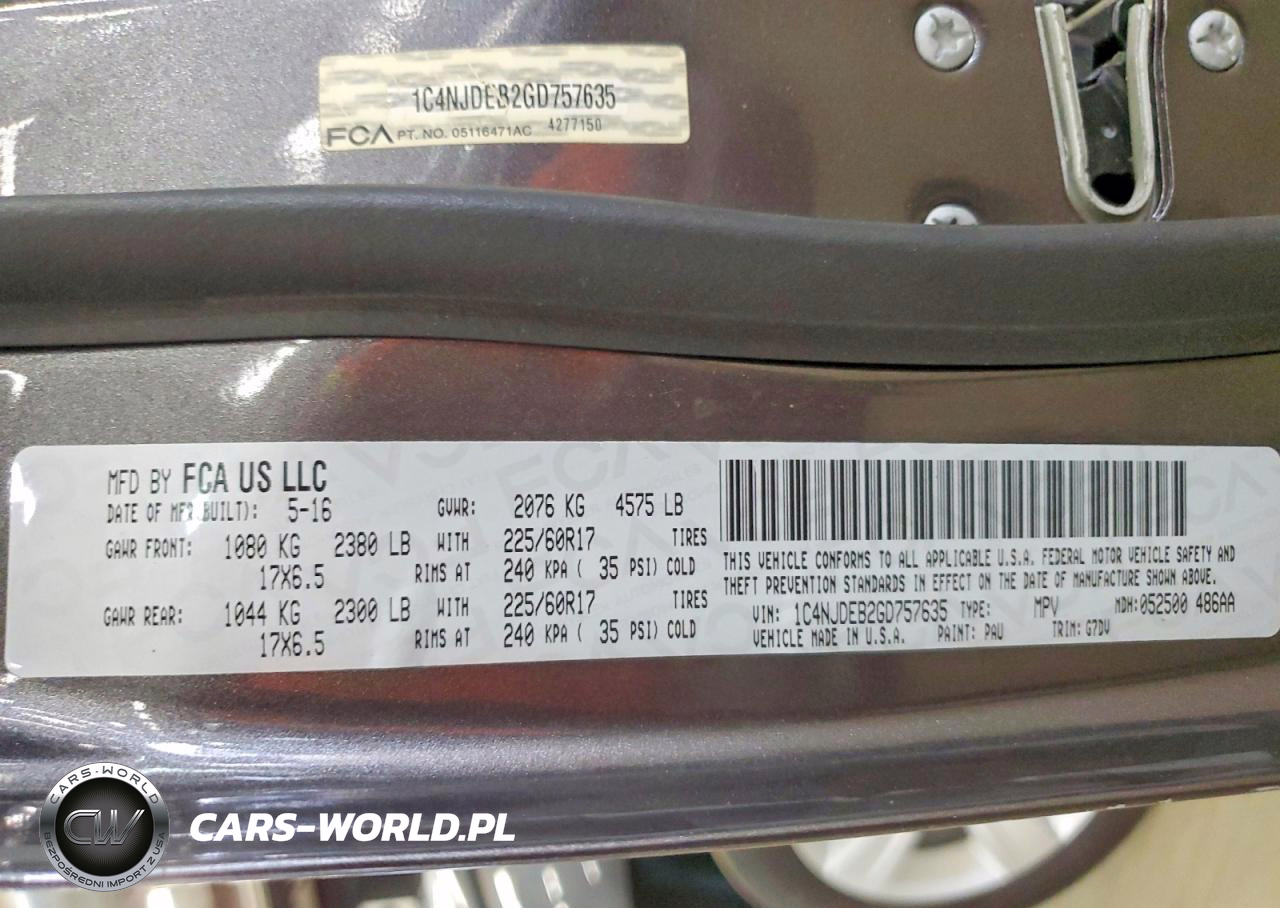 1C4NJDEB2GD757635
FCA PT. NO. 05116471AC 4277150
MFD BY FCA US LLC
DATE OF MFR BUILT): 5-16 GVWR: 2076 KG 4575 LB
GAWR FRONT: 1080 KG 2380 LB WITH 225/60R17 TIRES
17X6.5 RIMS AT 240 KPA ( 35 PSI) COLD
GAWR REAR: 1044 KG 2300 LB WITH 225/60R17 TIRES
17X6.5 RIMS AT 240 KPA ( 35 PSI) COLD
THIS VEHICLE CONFORMS TO ALL APPLICABLE U.S.A. FEDERAL MOTOR VEHICLE SAFETY AND
THEFT PREVENTION STANDARDS IN EFFECT ON THE DATE OF MANUFACTURE SHOWN ABOVE.
VIN: 1C4NJDEB2GD757635 TYPE: MPV MDH: 052500 486AA
VEHICLE MADE IN U.S.A. PAINT: PAU TRIM: G7DV
CARS-WORLD
CW
BEZPOŚREDNI IMPORT Z USA
CARS-WORLD.PL